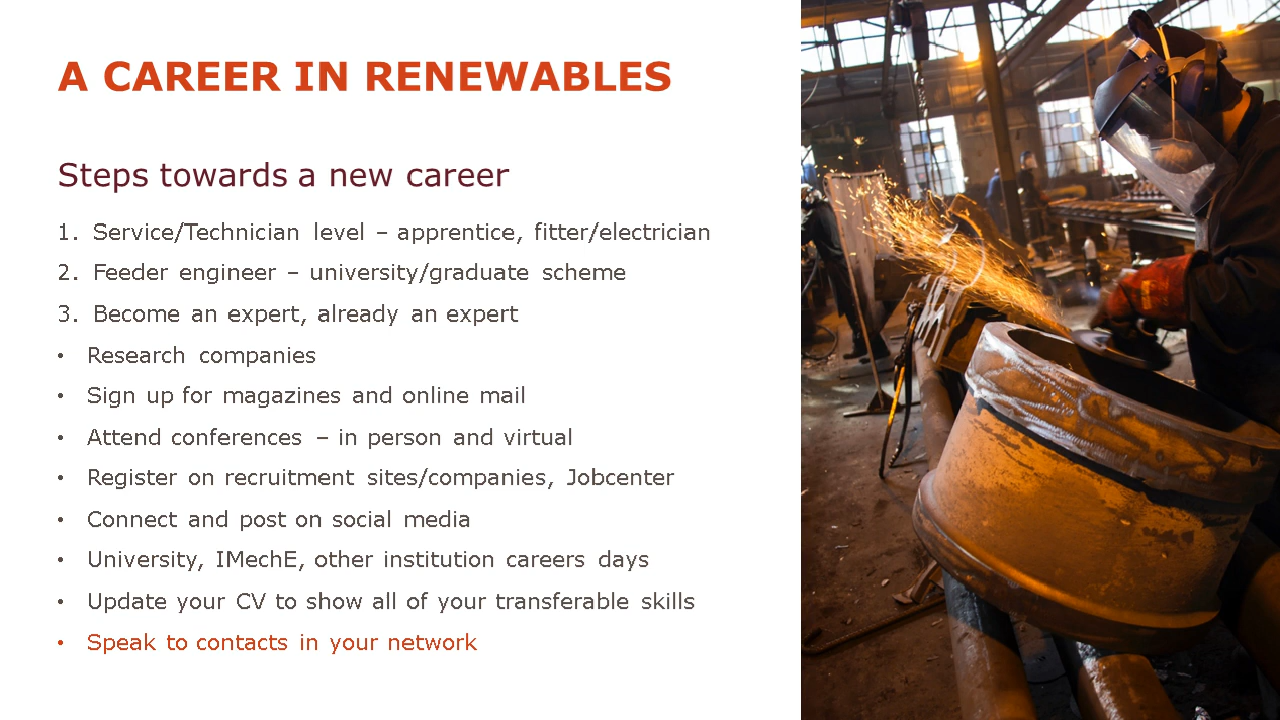 A CAREER IN RENEWABLES
Steps towards a new career
1. Service/Technician level – apprentice, fitter/electrician
2. Feeder engineer – university/graduate scheme
3. Become an expert, already an expert
• Research companies
• Sign up for magazines and online mail
• Attend conferences – in person and virtual
• Register on recruitment sites/companies, Jobcenter
• Connect and post on social media
• University, IMechE, other institution careers days
• Update your CV to show all of your transferable skills
• Speak to contacts in your network